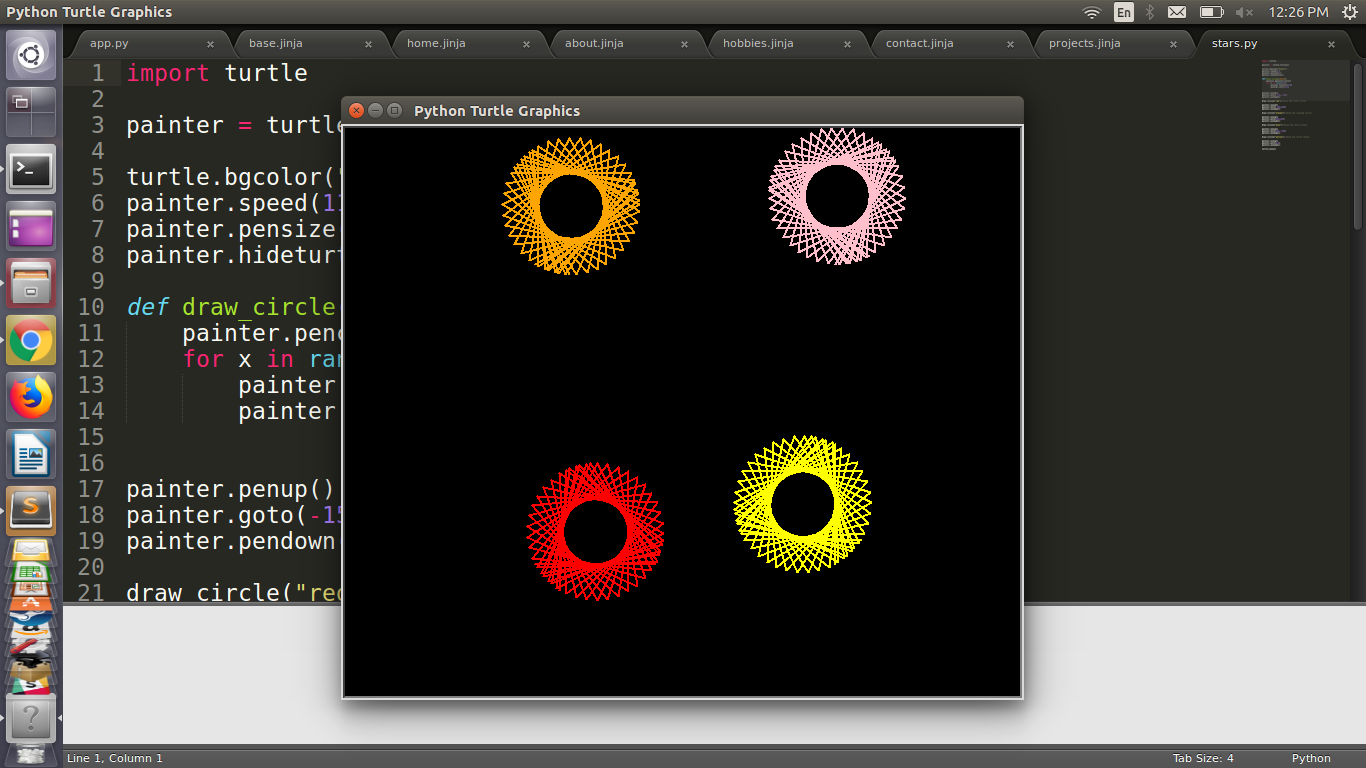 Python Turtle Graphics
En
12:26 PM
app.py
base.jinja
home.jinja
about.jinja
hobbies.jinja
contact.jinja
projects.jinja
stars.py
1 import turtle
2
3 painter = turtle
4
5 turtle.bgcolor(
6 painter.speed(11
7 painter.pensize
8 painter.hideturt
9
10 def draw_circle
11 painter.penc
12 for x in ran
13 painter
14 painter
15
16
17 painter.penup()
18 painter.goto(-15
19 painter.pendown
20
21 draw_circle("red
Python Turtle Graphics
Line 1, Column 1
Tab Size: 4
Python